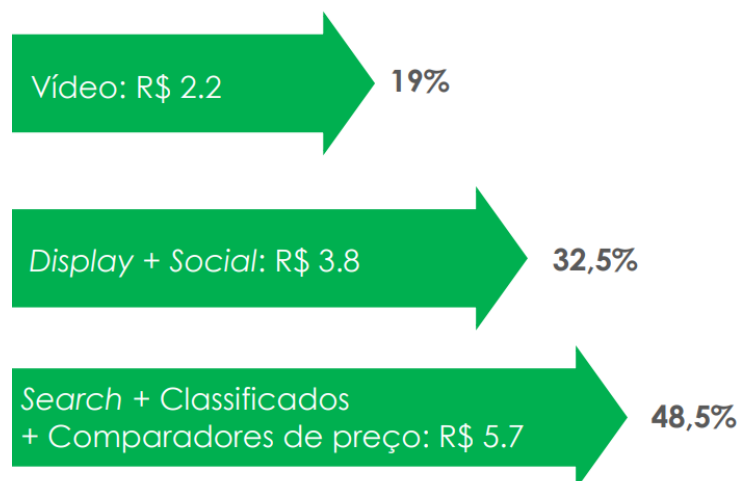 Vídeo: R$ 2.2
19%
Display + Social: R$ 3.8
32,5%
Search + Classificados
+ Comparadores de preço: R$ 5.7
48,5%